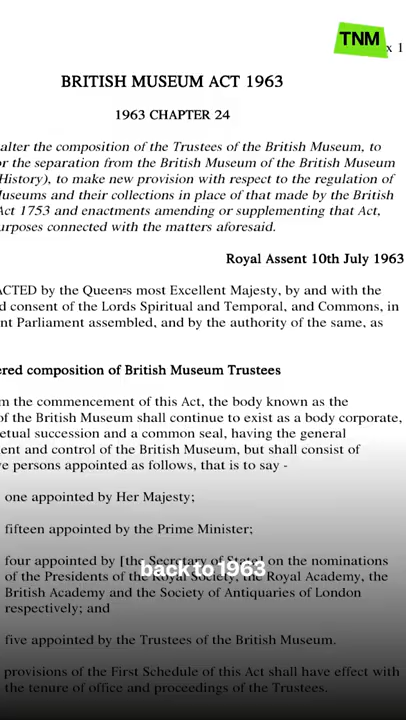 TNM
x 1
BRITISH MUSEUM ACT 1963
1963 CHAPTER 24
alter the composition of the Trustees of the British Museum, to
or the separation from the British Museum of the British Museum
History), to make new provision with respect to the regulation of
Museums and their collections in place of that made by the British
Act 1753 and enactments amending or supplementing that Act,
urposes connected with the matters aforesaid.
Royal Assent 10th July 1963
ACTED by the Queen=s most Excellent Majesty, by and with the
d consent of the Lords Spiritual and Temporal, and Commons, in
nt Parliament assembled, and by the authority of the same, as
ered composition of British Museum Trustees
m the commencement of this Act, the body known as the
of the British Museum shall continue to exist as a body corporate,
etual succession and a common seal, having the general
ent and control of the British Museum, but shall consist of
ve persons appointed as follows, that is to say -
one appointed by Her Majesty;
fifteen appointed by the Prime Minister;
four appointed by [the Secretary of State] on the nominations
back to 1963
of the Presidents of the Royal Society, the Royal Academy, the
British Academy and the Society of Antiquaries of London
respectively; and
five appointed by the Trustees of the British Museum.
provisions of the First Schedule of this Act shall have effect with
the tenure of office and proceedings of the Trustees.